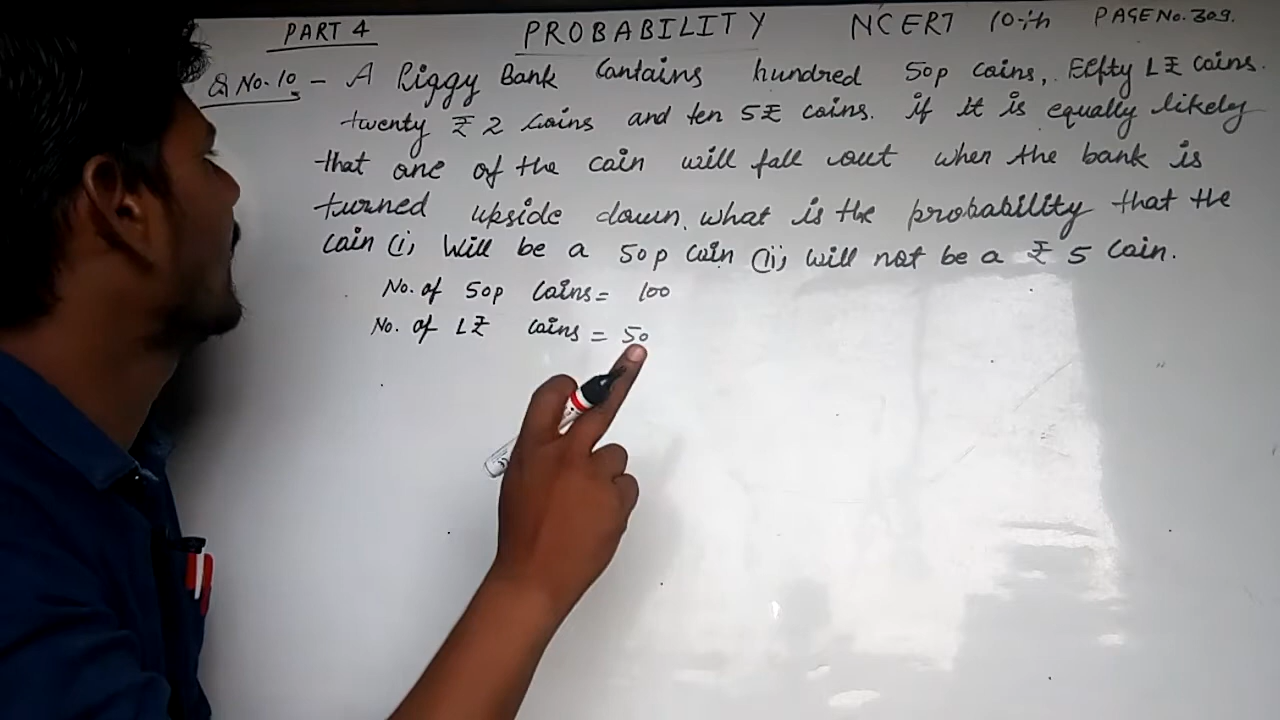 PART 4 PROBABILITY NCERT 10th PAGE No. 309.
Q No. 10 - A Piggy Bank Contains hundred 50p coins, Fifty 1₹ coins.
twenty ₹ 2 coins and ten 5₹ coins. if it is equally likely
that one of the coin will fall out when the bank is
turned upside down, what is the probability that the
coin (i) Will be a 50p coin (ii) will not be a ₹ 5 coin.
No. of 50p Coins = 100
No. of 1₹ coins = 50